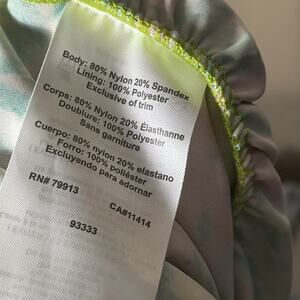 Body: 80% Nylon 20% Spandex
Lining: 100% Polyester
Exclusive of trim
Corps: 80% Nylon 20% Élasthanne
Doublure: 100% Polyester
Sans garniture
Cuerpo: 80% nylon 20% elastano
Forro: 100% poliéster
Excluyendo para adornar
RN# 79913 CA#11414
93333